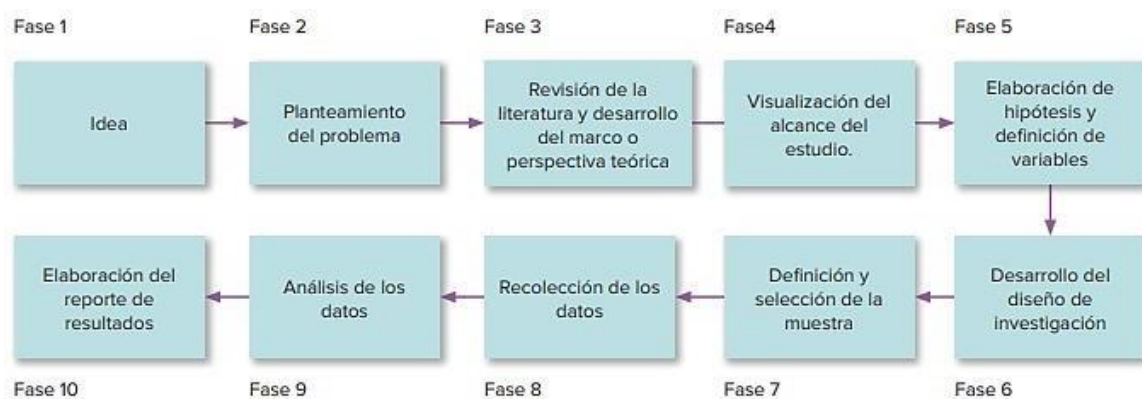 Fase 1
Fase 2
Fase 3
Fase4
Fase 5
Idea
Planteamiento
del problema
Revisión de la
literatura y desarrollo
del marco o
perspectiva teórica
Visualización del
alcance del
estudio.
Elaboración de
hipótesis y
definición de
variables
Elaboración del
reporte de
resultados
Análisis de los
datos
Recolección de los
datos
Definición y
selección de la
muestra
Desarrollo del
diseño de
investigación
Fase 10
Fase 9
Fase 8
Fase 7
Fase 6